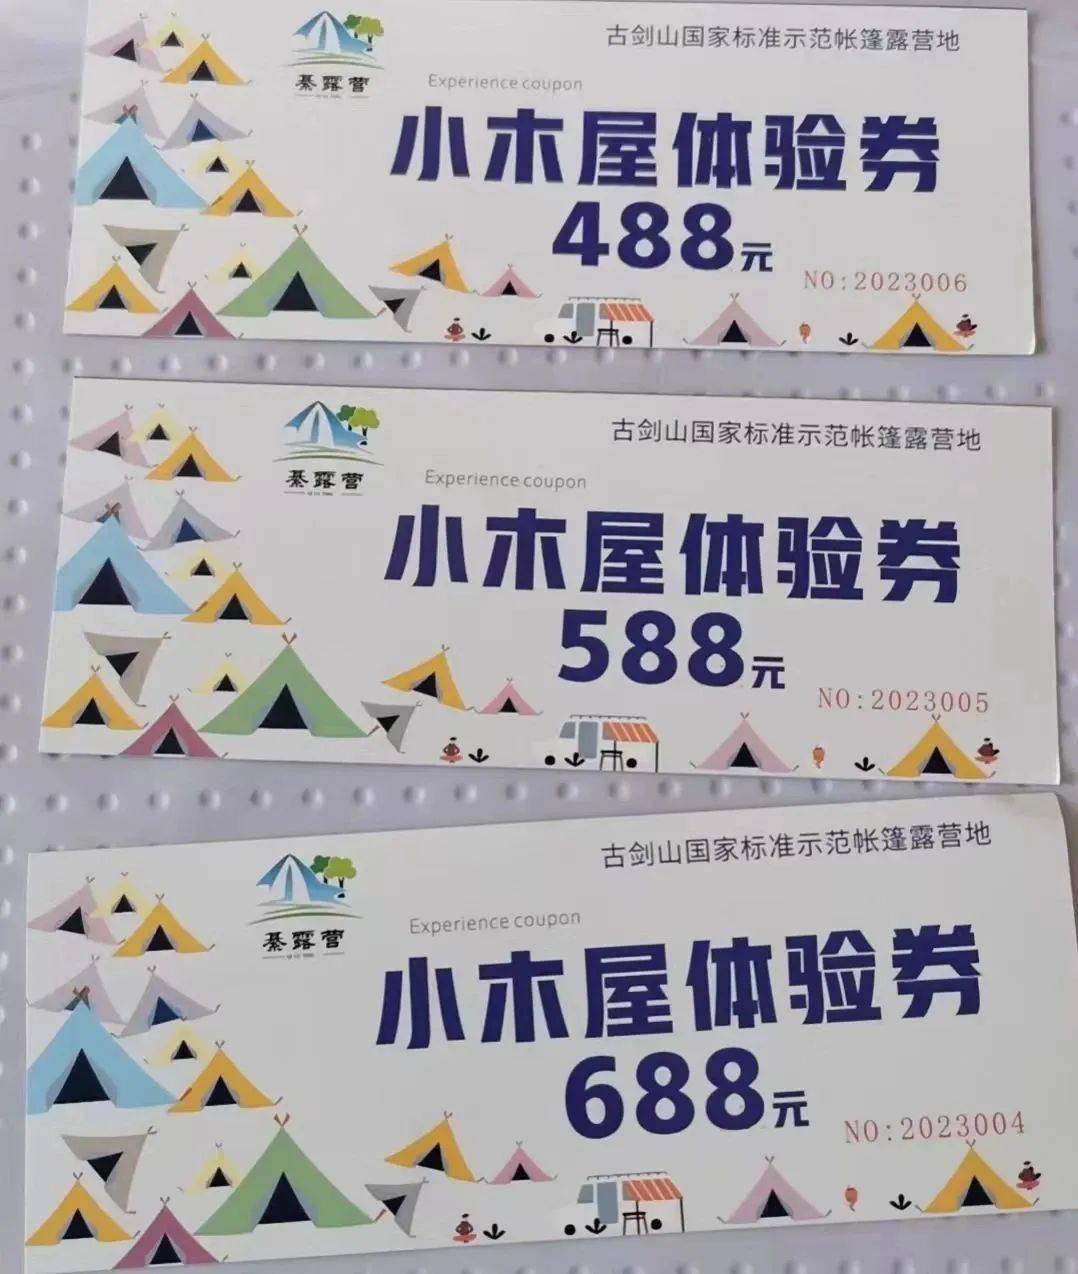 古剑山国家标准示范帐篷露营地
綦露营
Experience coupon
小木屋体验券
488元
NO:2023006
古剑山国家标准示范帐篷露营地
綦露营
Experience coupon
小木屋体验券
588元
NO:2023005
古剑山国家标准示范帐篷露营地
綦露营
Experience coupon
小木屋体验券
688元
NO:2023004